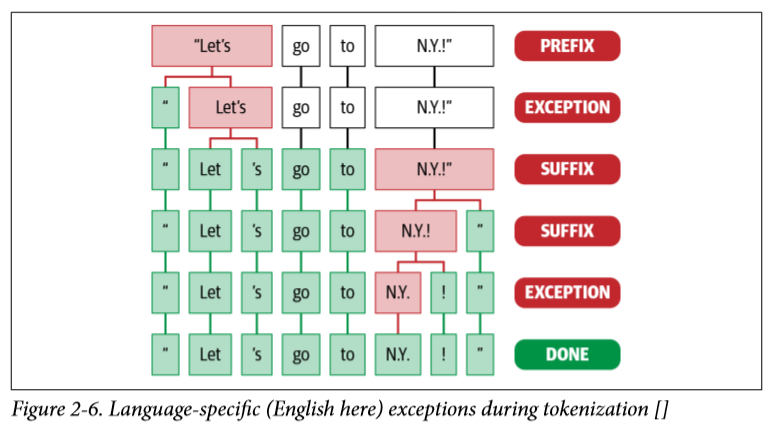 “Let’s go to N.Y.!” PREFIX
“ Let’s go to N.Y.!” EXCEPTION
“ Let ’s go to N.Y.!” SUFFIX
“ Let ’s go to N.Y.! ” SUFFIX
“ Let ’s go to N.Y. ! ” EXCEPTION
” Let ’s go to N.Y. ! ” DONE
Figure 2-6. Language-specific (English here) exceptions during tokenization []